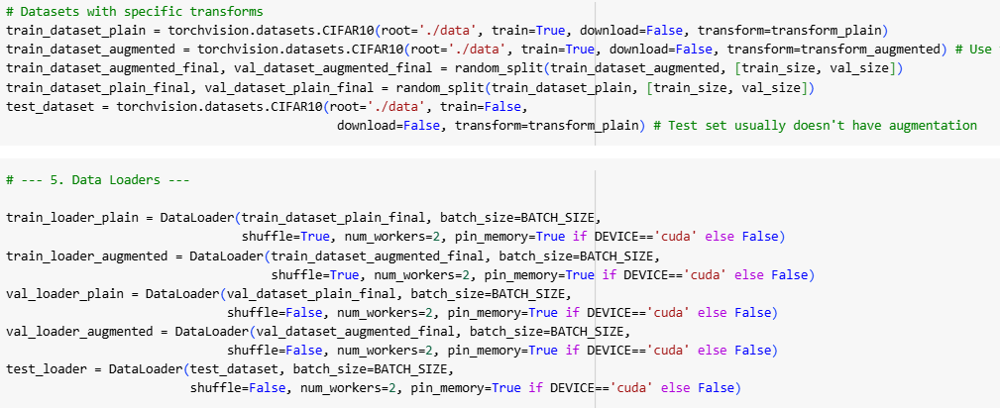 # Datasets with specific transforms
train_dataset_plain = torchvision.datasets.CIFAR10(root='./data', train=True, download=False, transform=transform_plain)
train_dataset_augmented = torchvision.datasets.CIFAR10(root='./data', train=True, download=False, transform=transform_augmented) # Use
train_dataset_augmented_final, val_dataset_augmented_final = random_split(train_dataset_augmented, [train_size, val_size])
train_dataset_plain_final, val_dataset_plain_final = random_split(train_dataset_plain, [train_size, val_size])
test_dataset = torchvision.datasets.CIFAR10(root='./data', train=False,
download=False, transform=transform_plain) # Test set usually doesn't have augmentation
# --- 5. Data Loaders ---
train_loader_plain = DataLoader(train_dataset_plain_final, batch_size=BATCH_SIZE,
shuffle=True, num_workers=2, pin_memory=True if DEVICE=='cuda' else False)
train_loader_augmented = DataLoader(train_dataset_augmented_final, batch_size=BATCH_SIZE,
shuffle=True, num_workers=2, pin_memory=True if DEVICE=='cuda' else False)
val_loader_plain = DataLoader(val_dataset_plain_final, batch_size=BATCH_SIZE,
shuffle=False, num_workers=2, pin_memory=True if DEVICE=='cuda' else False)
val_loader_augmented = DataLoader(val_dataset_augmented_final, batch_size=BATCH_SIZE,
shuffle=False, num_workers=2, pin_memory=True if DEVICE=='cuda' else False)
test_loader = DataLoader(test_dataset, batch_size=BATCH_SIZE,
shuffle=False, num_workers=2, pin_memory=True if DEVICE=='cuda' else False)